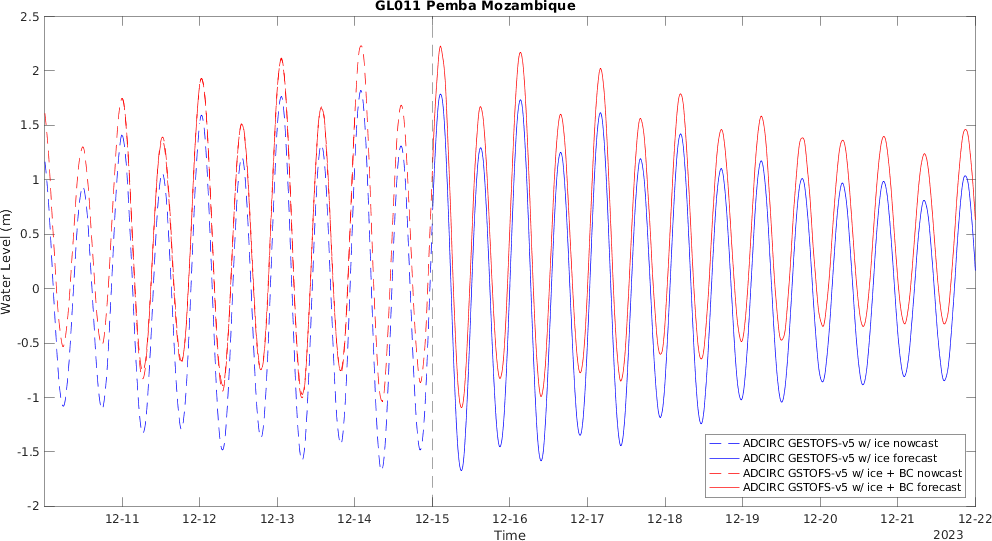 GL011 Pemba Mozambique
2.5
2
1.5
1
0.5
0
-0.5
-1
-1.5
-2
Water Level (m)
ADCIRC GESTOFS-v5 w/ ice nowcast
ADCIRC GESTOFS-v5 w/ ice forecast
ADCIRC GSTOFS-v5 w/ ice + BC nowcast
ADCIRC GSTOFS-v5 w/ ice + BC forecast
12-11 12-12 12-13 12-14 12-15 12-16 12-17 12-18 12-19 12-20 12-21 12-22
Time
2023